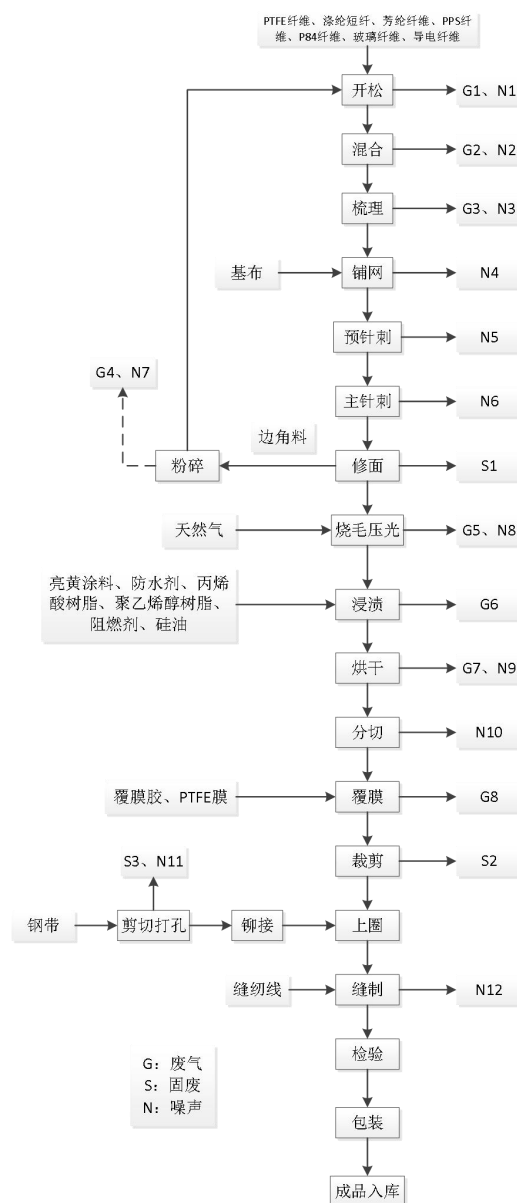 PTFE纤维、涤纶短纤、芳纶纤维、PPS纤
维、P84纤维、玻璃纤维、导电纤维
开松
G1、N1
混合
G2、N2
梳理
G3、N3
基布
铺网
N4
预针刺
N5
G4、N7
主针刺
N6
边角料
粉碎
修面
S1
天然气
烧毛压光
G5、N8
亮黄涂料、防水剂、丙烯
酸树脂、聚乙烯醇树脂、
阻燃剂、硅油
浸渍
G6
烘干
G7、N9
分切
N10
覆膜胶、PTFE膜
覆膜
G8
S3、N11
裁剪
S2
钢带
剪切打孔
铆接
上圈
缝纫线
缝制
N12
检验
G：废气
S：固废
N：噪声
包装
成品入库